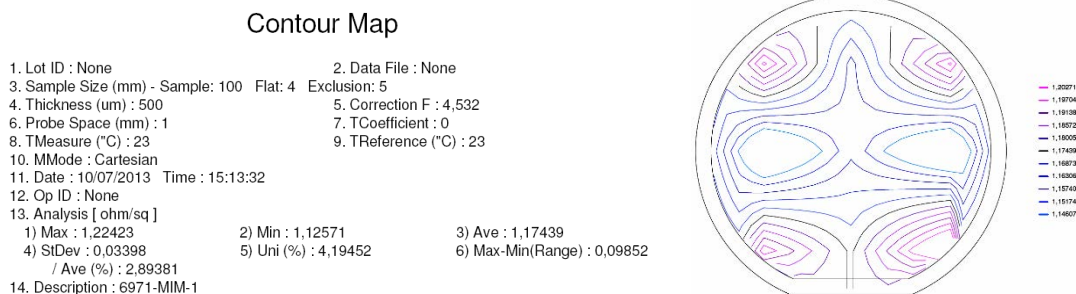 Contour Map
1. Lot ID : None 2. Data File : None
3. Sample Size (mm) - Sample: 100 Flat: 4 Exclusion: 5
4. Thickness (um) : 500 5. Correction F : 4,532
6. Probe Space (mm) : 1 7. TCoefficient : 0
8. TMeasure ("C) : 23 9. TReference ("C) : 23
10. MMode : Cartesian
11. Date : 10/07/2013 Time : 15:13:32
12. Op ID : None
13. Analysis [ ohm/sq ]
1) Max : 1,22423 2) Min : 1,12571 3) Ave : 1,17439
4) StDev : 0,03398 5) Uni (%) : 4,19452 6) Max-Min(Range) : 0,09852
/ Ave (%) : 2,89381
14. Description : 6971-MIM-1
1,20271
1,19704
1,19138
1,18572
1,18005
1,17439
1,16873
1,16306
1,15740
1,15174
1,14607